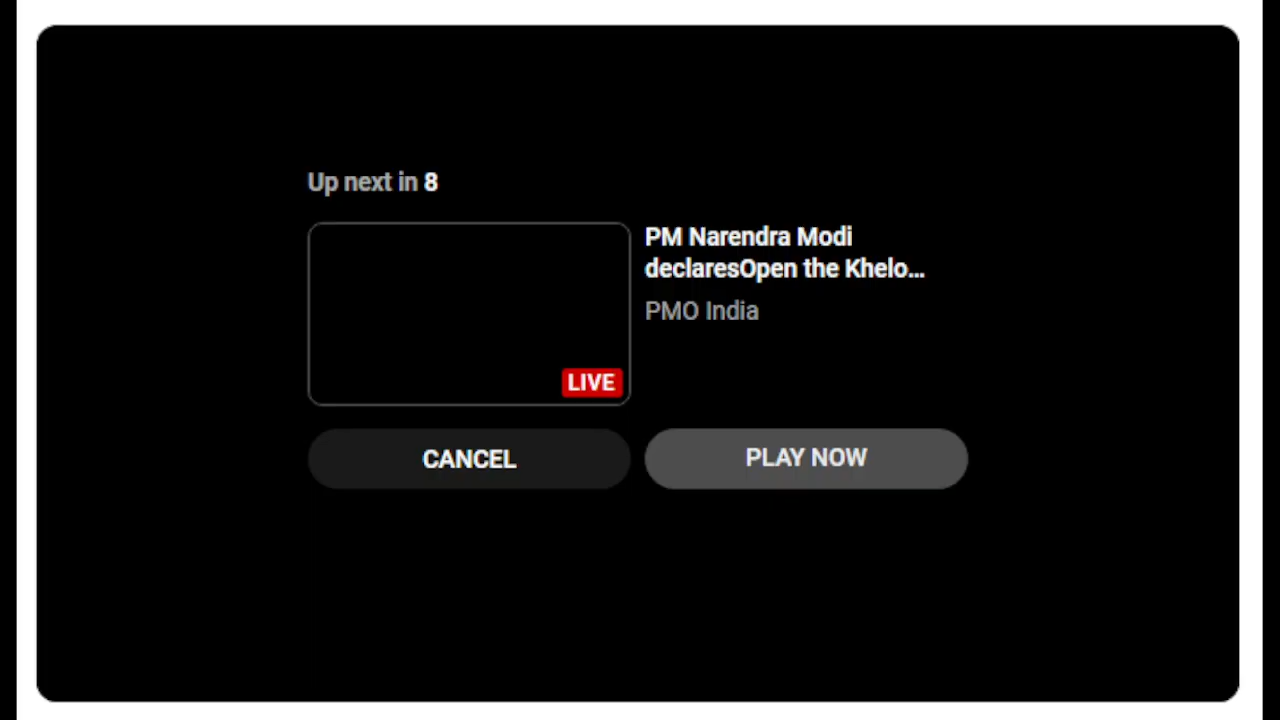 Up next in 8
PM Narendra Modi
declaresOpen the Khelo...
PMO India
LIVE
CANCEL
PLAY NOW